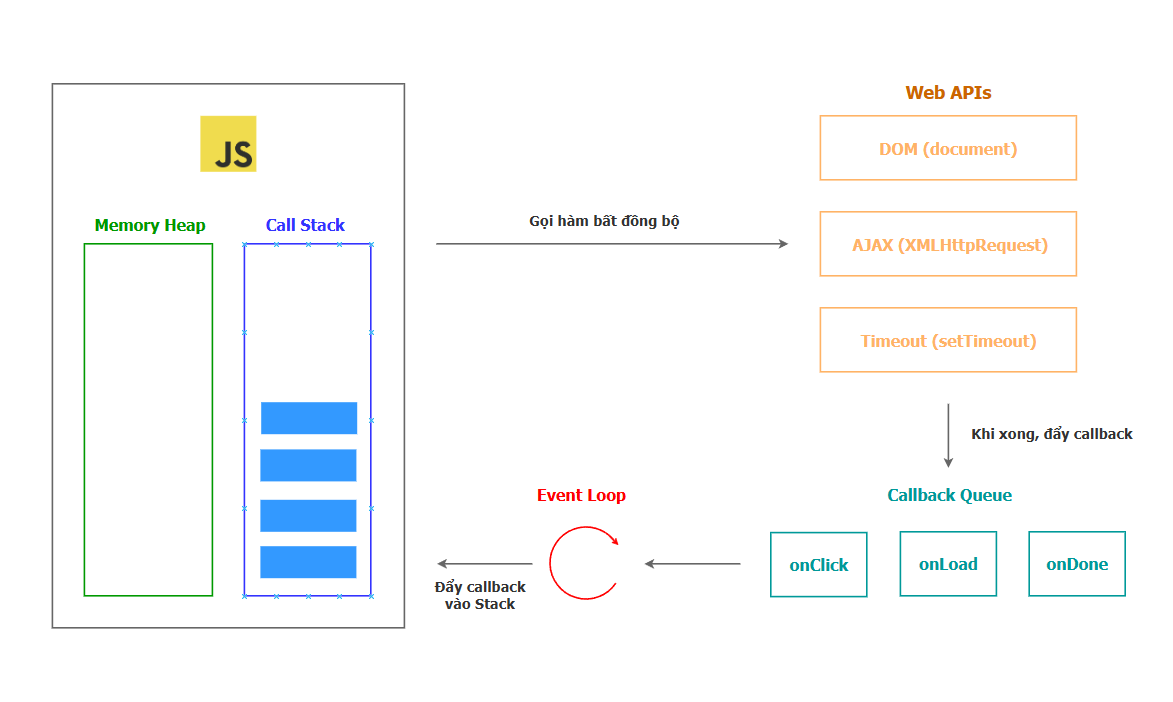 Web APIs
DOM (document)
JS
Memory Heap
Call Stack
Gọi hàm bất đồng bộ
AJAX (XMLHttpRequest)
Timeout (setTimeout)
Khi xong, đẩy callback
Event Loop
Callback Queue
onClick
onLoad
onDone
Đẩy callback
vào Stack